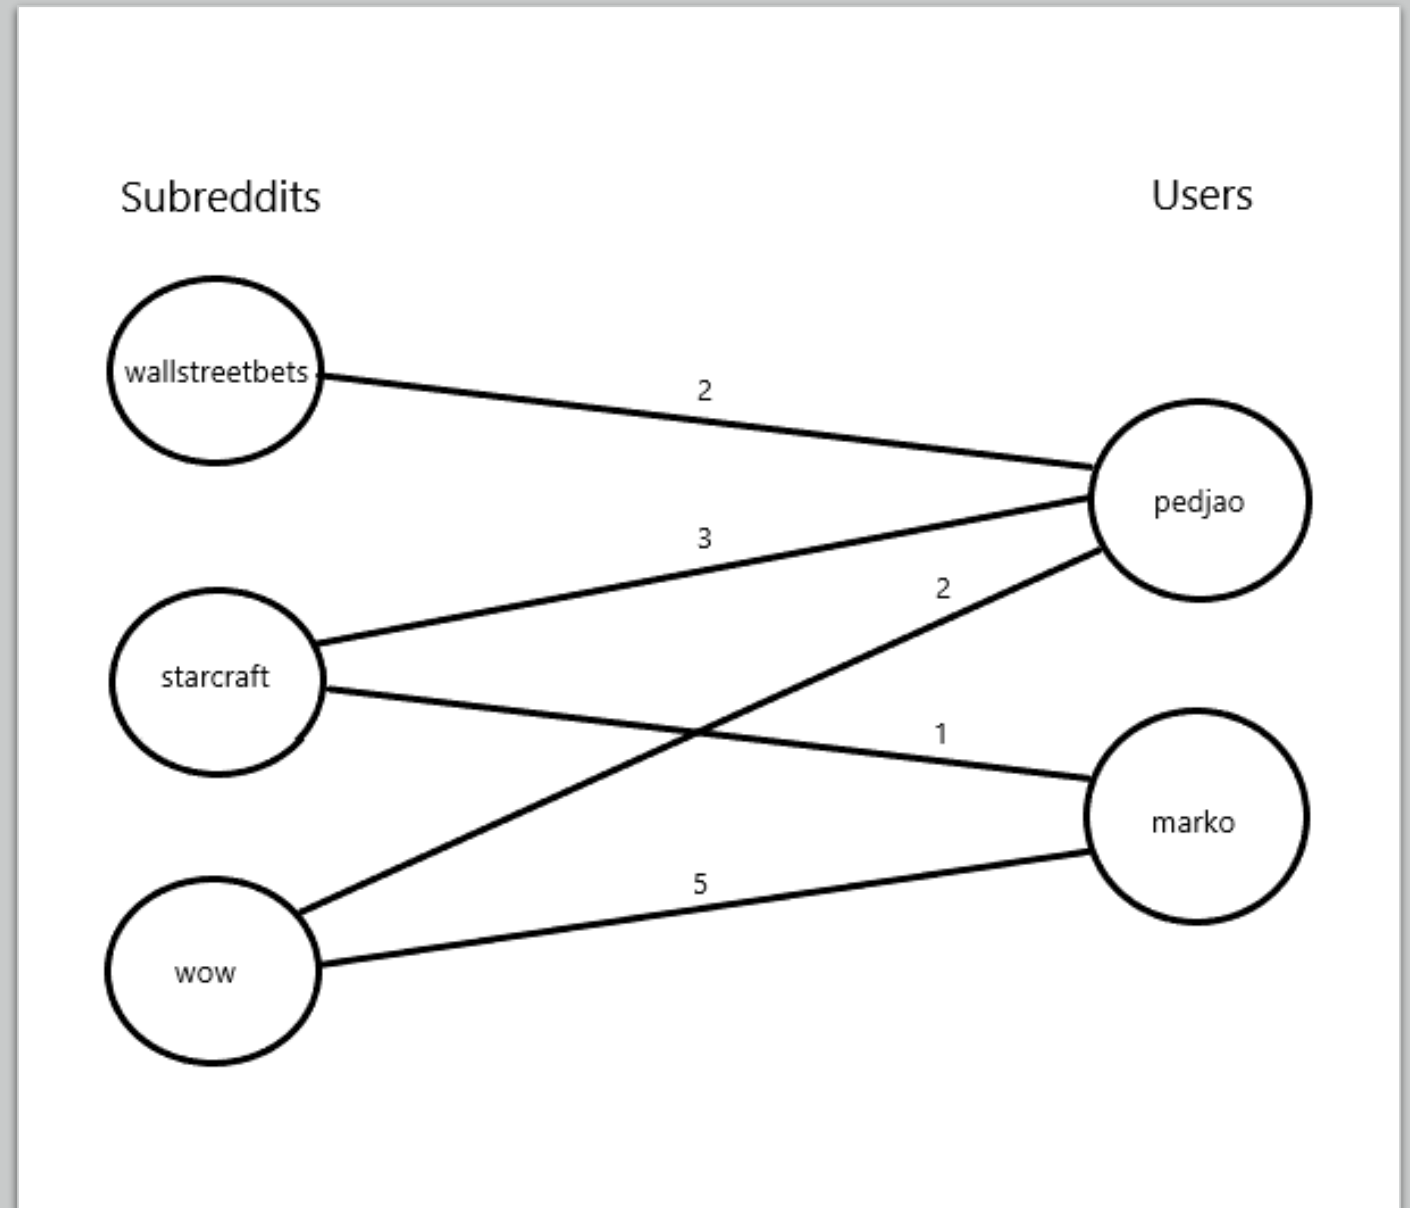 Subreddits
Users
wallstreetbets
2
pedjao
3
2
starcraft
1
marko
5
wow